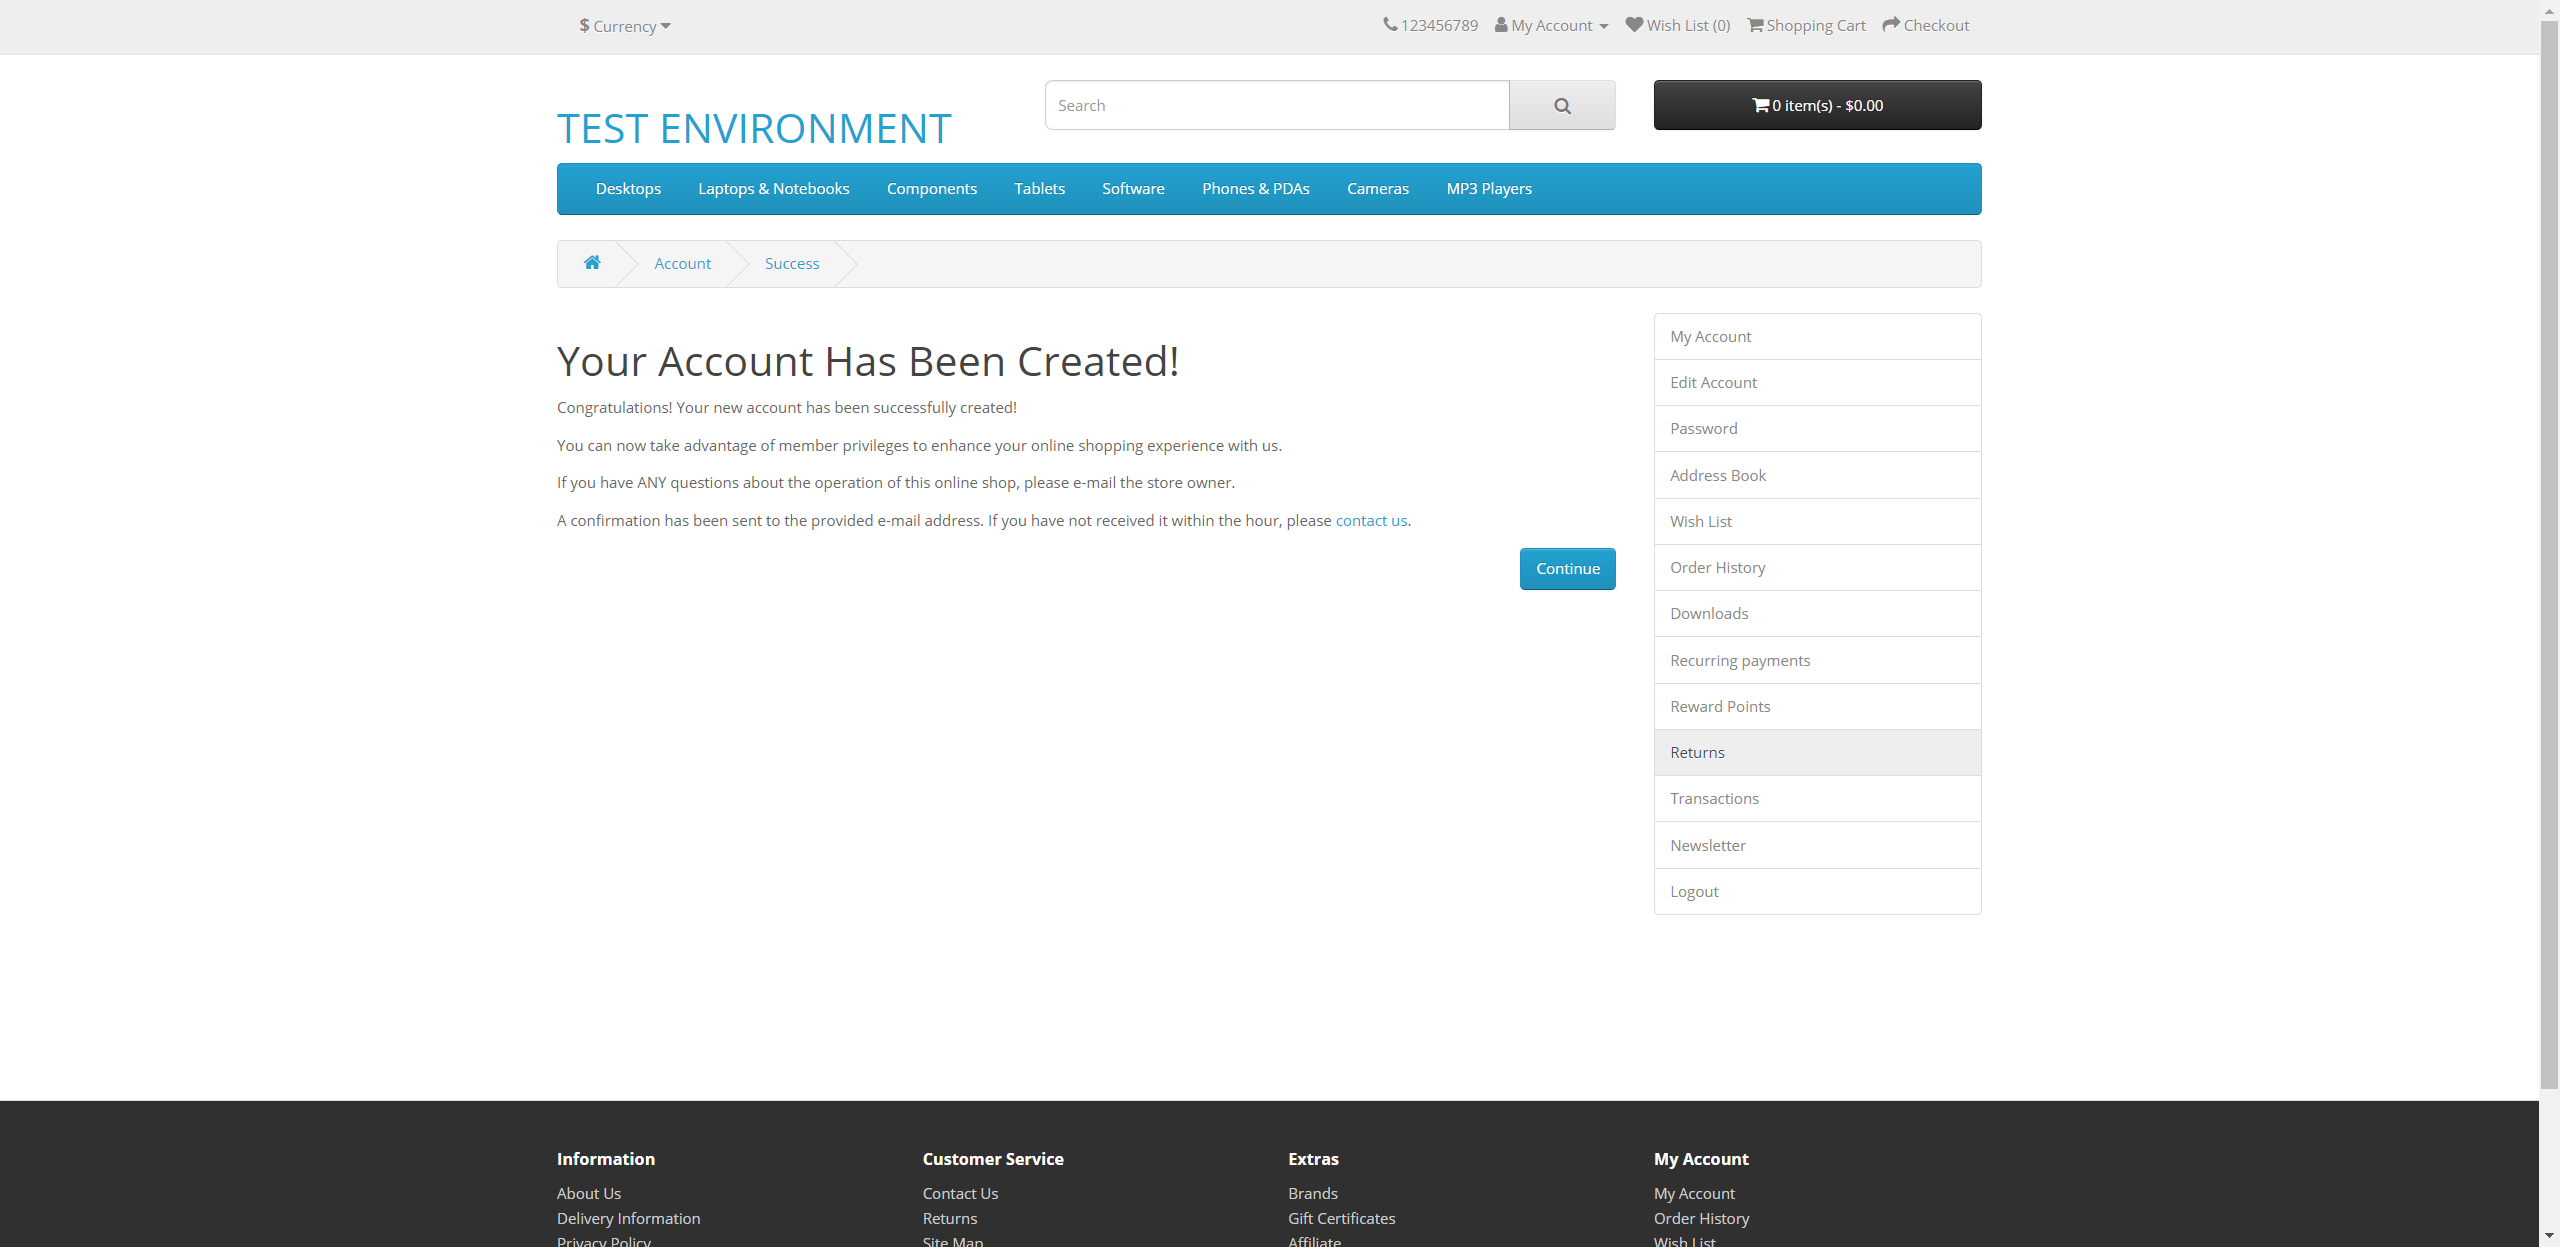 $ Currency
123456789 My Account Wish List (0) Shopping Cart Checkout
Search
0 item(s) - $0.00
TEST ENVIRONMENT
Desktops Laptops & Notebooks Components Tablets Software Phones & PDAs Cameras MP3 Players
Account Success
Your Account Has Been Created!
Congratulations! Your new account has been successfully created!
You can now take advantage of member privileges to enhance your online shopping experience with us.
If you have ANY questions about the operation of this online shop, please e-mail the store owner.
A confirmation has been sent to the provided e-mail address. If you have not received it within the hour, please contact us.
Continue
My Account
Edit Account
Password
Address Book
Wish List
Order History
Downloads
Recurring payments
Reward Points
Returns
Transactions
Newsletter
Logout
Information
About Us
Delivery Information
Privacy Policy
Customer Service
Contact Us
Returns
Site Map
Extras
Brands
Gift Certificates
Affiliate
My Account
My Account
Order History
Wish List